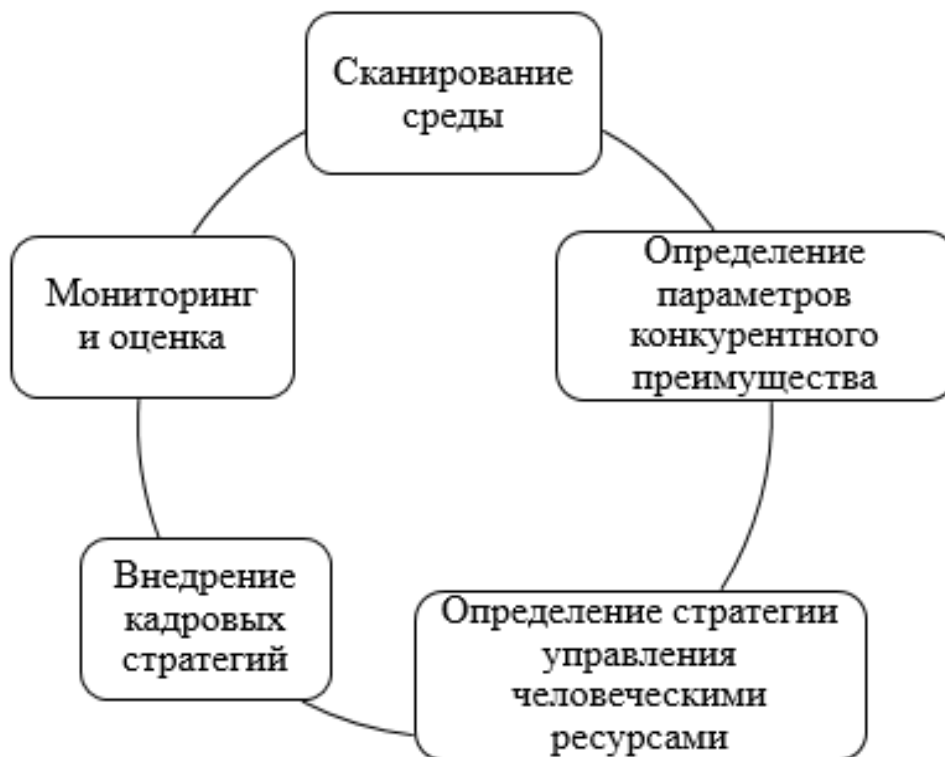 Сканирование
среды
Определение
параметров
конкурентного
преимущества
Определение стратегии
управления
человеческими
ресурсами
Внедрение
кадровых
стратегий
Мониторинг
и оценка